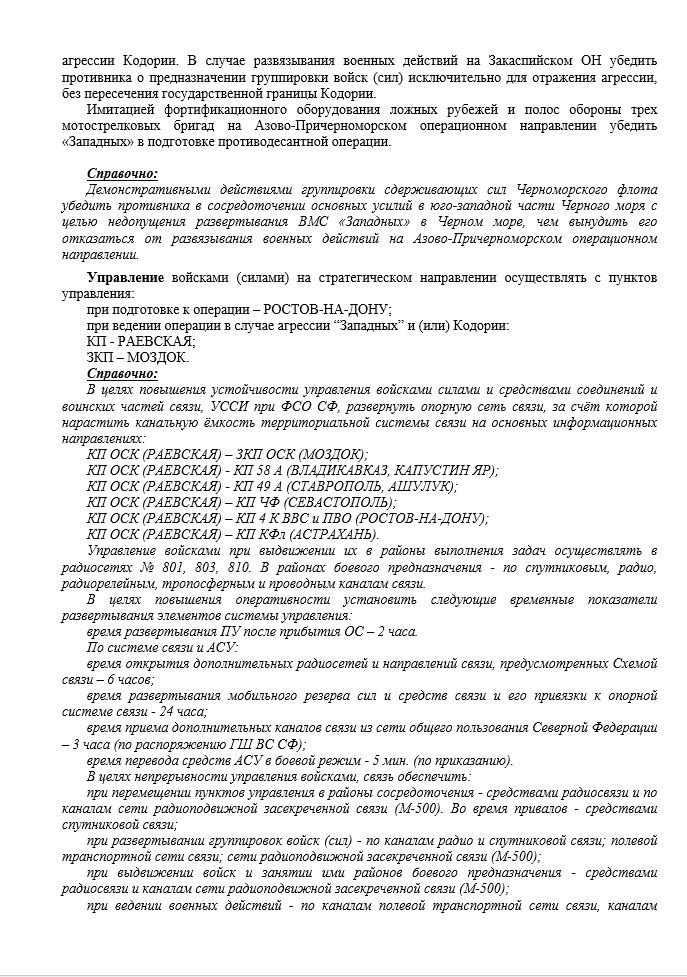 агрессии Кодории. В случае развязывания военных действий на Закаспийском ОН убедить
противника о предназначении группировки войск (сил) исключительно для отражения агрессии,
без пересечения государственной границы Кодории.
Имитацией фортификационного оборудования ложных рубежей и полос обороны трех
мотострелковых бригад на Азово-Причерноморском операционном направлении убедить
«Западных» в подготовке противодесантной операции.
Справочно:
Демонстративными действиями группировки сдерживающих сил Черноморского флота
убедить противника в сосредоточении основных усилий в юго-западной части Черного моря с
целью недопущения развертывания ВМС «Западных» в Черном море, чем вынудить его
отказаться от развязывания военных действий на Азово-Причерноморском операционном
направлении.
Управление войсками (силами) на стратегическом направлении осуществлять с пунктов
управления:
при подготовке к операции – РОСТОВ-НА-ДОНУ;
при ведении операции в случае агрессии “Западных” и (или) Кодории:
КП - РАЕВСКАЯ;
ЗКП – МОЗДОК.
Справочно:
В целях повышения устойчивости управления войсками силами и средствами соединений и
воинских частей связи, УССИ при ФСО СФ, развернуть опорную сеть связи, за счёт которой
нарастить канальную ёмкость территориальной системы связи на основных информационных
направлениях:
КП ОСК (РАЕВСКАЯ) – ЗКП ОСК (МОЗДОК);
КП ОСК (РАЕВСКАЯ) - КП 58 А (ВЛАДИКАВКАЗ, КАПУСТИН ЯР);
КП ОСК (РАЕВСКАЯ) - КП 49 А (СТАВРОПОЛЬ, АШУЛУК);
КП ОСК (РАЕВСКАЯ) – КП ЧФ (СЕВАСТОПОЛЬ);
КП ОСК (РАЕВСКАЯ) – КП 4 К ВВС и ПВО (РОСТОВ-НА-ДОНУ);
КП ОСК (РАЕВСКАЯ) – КП КФл (АСТРАХАНЬ).
Управление войсками при выдвижении их в районы выполнения задач осуществлять в
радиосетях № 801, 803, 810. В районах боевого предназначения - по спутниковым, радио,
радиорелейным, тропосферным и проводным каналам связи.
В целях повышения оперативности установить следующие временные показатели
развертывания элементов системы управления:
время развертывания ПУ после прибытия ОС – 2 часа.
По системе связи и АСУ:
время открытия дополнительных радиосетей и направлений связи, предусмотренных Схемой
связи – 6 часов;
время развертывания мобильного резерва сил и средств связи и его привязки к опорной
системе связи - 24 часа;
время приема дополнительных каналов связи из сети общего пользования Северной Федерации
– 3 часа (по распоряжению ГШ ВС СФ);
время перевода средств АСУ в боевой режим - 5 мин. (по приказанию).
В целях непрерывности управления войсками, связь обеспечить:
при перемещении пунктов управления в районы сосредоточения - средствами радиосвязи и по
каналам сети радиоподвижной засекреченной связи (М-500). Во время привалов - средствами
спутниковой связи;
при развертывании группировок войск (сил) - по каналам радио и спутниковой связи; полевой
транспортной сети связи; сети радиоподвижной засекреченной связи (М-500);
при выдвижении войск и занятии ими районов боевого предназначения - средствами
радиосвязи и каналам сети радиоподвижной засекреченной связи (М-500);
при ведении военных действий - по каналам полевой транспортной сети связи, каналам